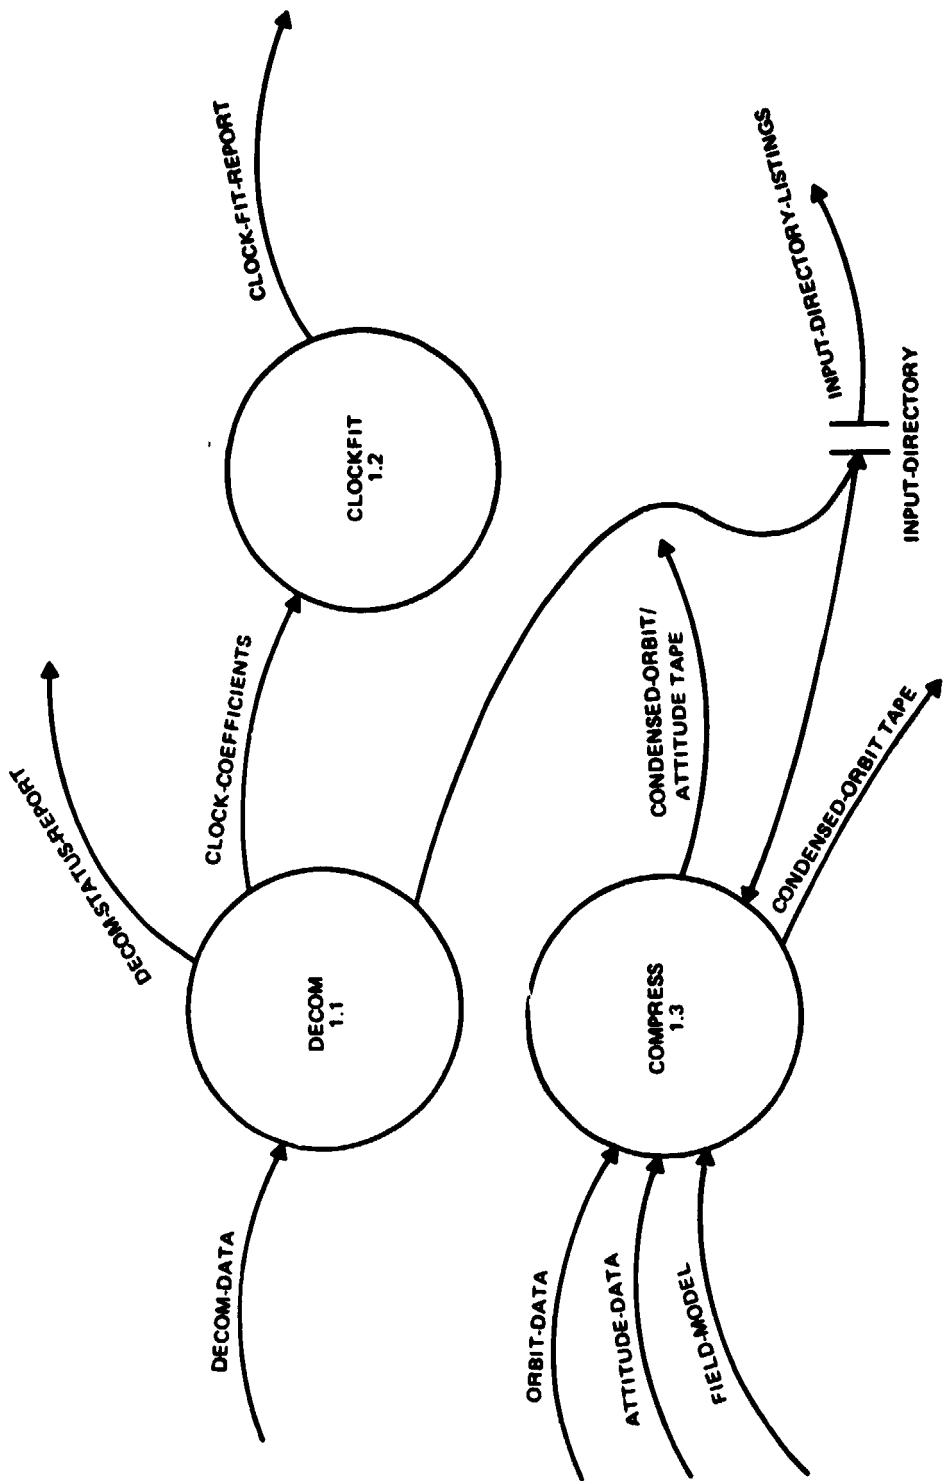 DECOM-STATUS-REPORT
CLOCK-FIT-REPORT
DECOM-DATA
CLOCK-COEFFICIENTS
DECOM
1.1
CLOCKFIT
1.2
INPUT-DIRECTORY-LISTINGS
ORBIT-DATA
CONDENSED-ORBIT/
ATTITUDE TAPE
ATTITUDE-DATA
COMPRESS
1.3
FIELD-MODEL
CONDENSED-ORBIT TAPE
INPUT-DIRECTORY